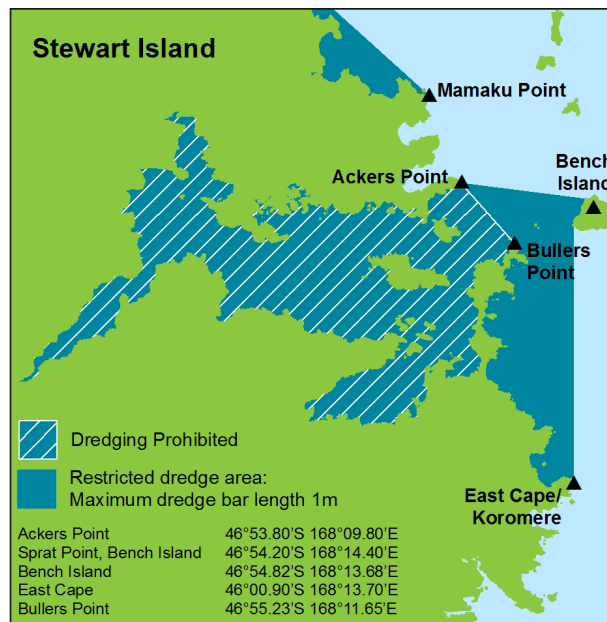 Stewart Island
Mamaku Point
Ackers Point
Bench
Island
Bullers
Point
Dredging Prohibited
Restricted dredge area:
Maximum dredge bar length 1m
East Cape/
Koromere
Ackers Point 46°53.80'S 168°09.80'E
Sprat Point, Bench Island 46°54.20'S 168°14.40'E
Bench Island 46°54.82'S 168°13.68'E
East Cape 46°00.90'S 168°13.70'E
Bullers Point 46°55.23'S 168°11.65'E